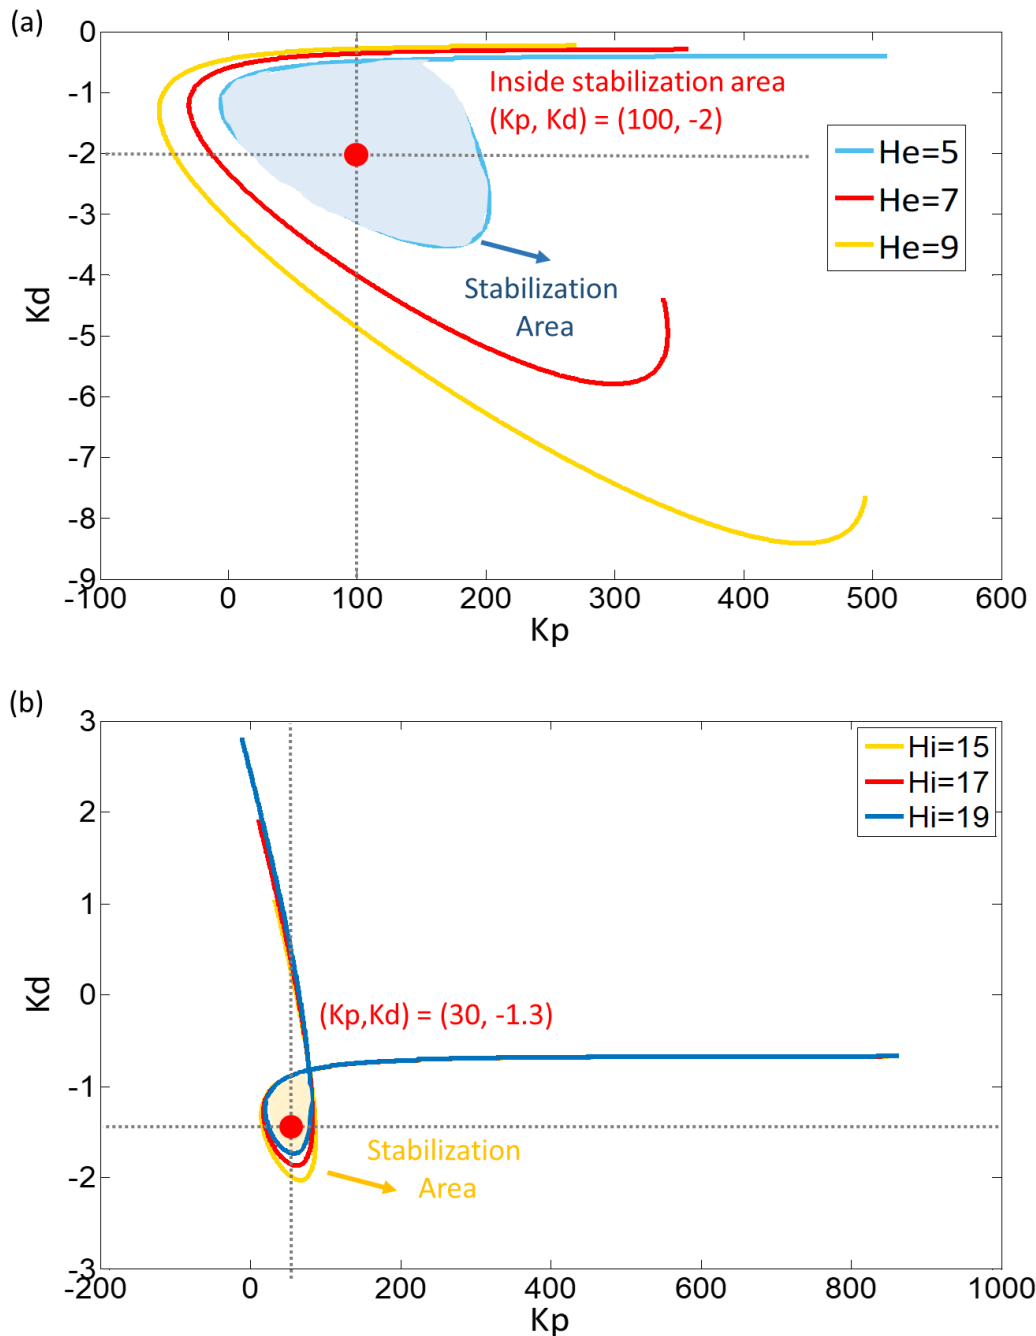 (a)
0
-1
-2
-3
-4
-5
-6
-7
-8
-9
Kd
Inside stabilization area
(Kp, Kd) = (100, -2)
He=5
He=7
He=9
Stabilization
Area
-100 0 100 200 300 400 500 600
Kp
(b)
3
2
1
0
-1
-2
-3
Kd
Hi=15
Hi=17
Hi=19
(Kp,Kd) = (30, -1.3)
Stabilization
Area
-200 0 200 400 600 800 1000
Kp